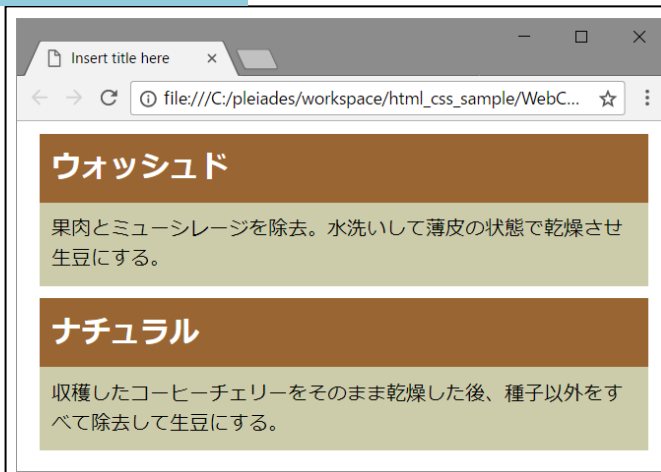 Insert title here
file:///C:/pleiades/workspace/html_css_sample/WebC...
ウォッシュド
果肉とミューシレージを除去。水洗いして薄皮の状態で乾燥させ
生豆にする。
ナチュラル
収穫したコーヒーチェリーをそのまま乾燥した後、種子以外をす
べて除去して生豆にする。